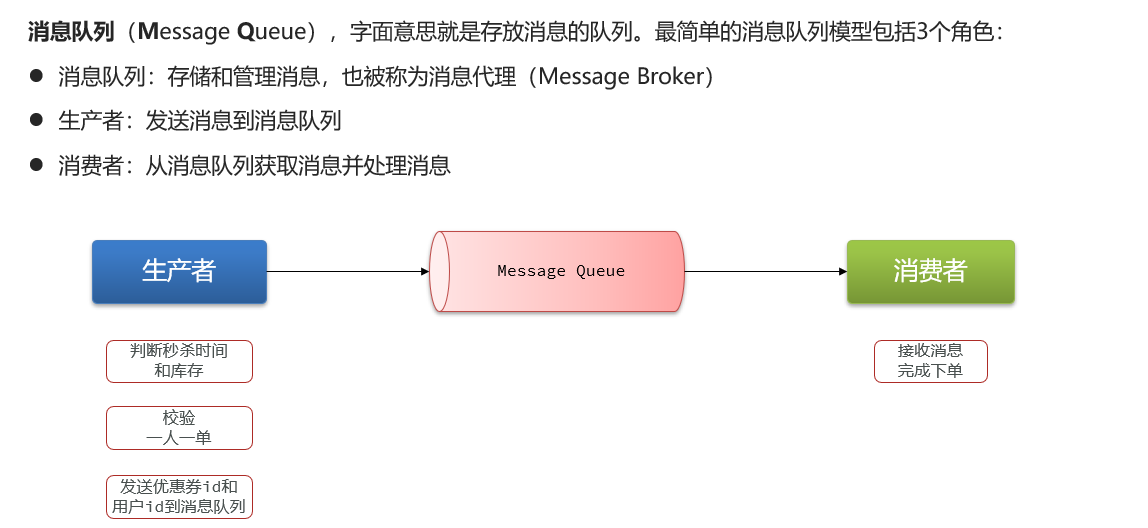 消息队列（Message Queue），字面意思就是存放消息的队列。最简单的消息队列模型包括3个角色：
● 消息队列：存储和管理消息，也被称为消息代理（Message Broker）
● 生产者：发送消息到消息队列
● 消费者：从消息队列获取消息并处理消息
生产者
Message Queue
消费者
判断秒杀时间
和库存
接收消息
完成下单
校验
一人一单
发送优惠券id和
用户id到消息队列